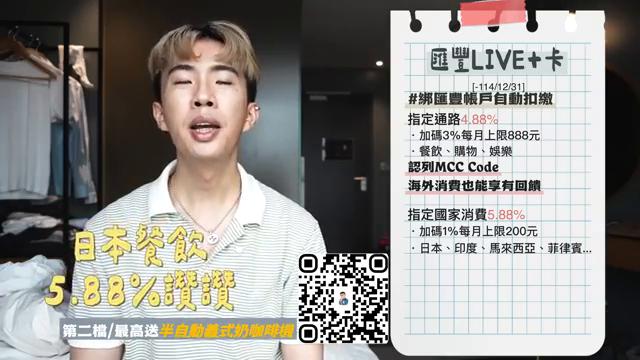 匯豐LIVE+卡
[-114/12/31]
#綁匯豐帳戶自動扣繳
指定通路4.88%
·加碼3%每月上限888元
·餐飲、購物、娛樂
認列MCC Code
海外消費也能享有回饋
指定國家消費5.88%
·加碼1%每月上限200元
·日本、印度、馬來西亞、菲律賓...
日本餐飲
5.88%讚讚
第二檔/最高送半自動義式奶咖啡機